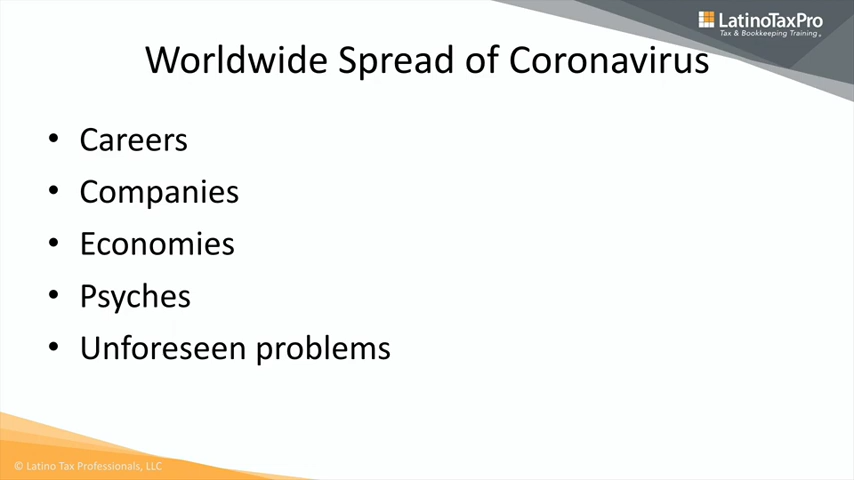 LatinoTaxPro
Tax & Bookkeeping Training
Worldwide Spread of Coronavirus
• Careers
• Companies
• Economies
• Psyches
• Unforeseen problems
© Latino Tax Professionals, LLC